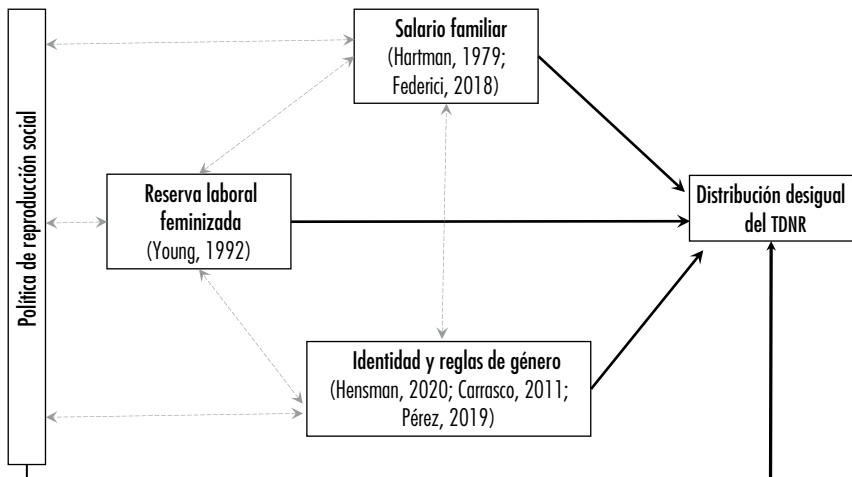 Política de reproducción social
Salario familiar
(Hartman, 1979;
Federici, 2018)
Reserva laboral
feminizada
(Young, 1992)
Distribución desigual
del TDNR
Identidad y reglas de género
(Hensman, 2020; Carrasco, 2011;
Pérez, 2019)